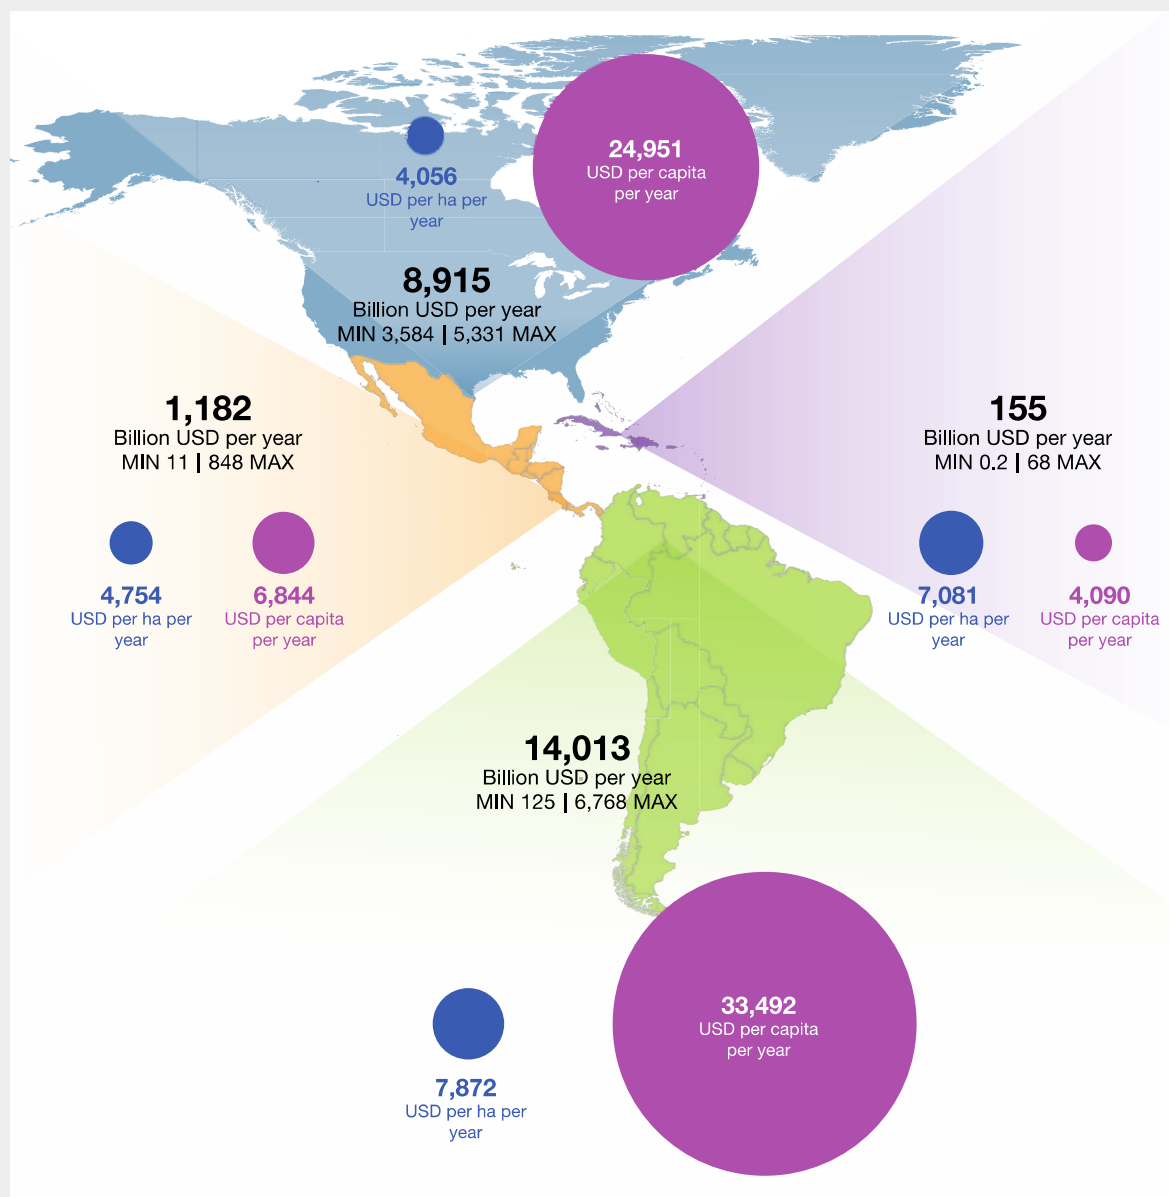 24,951
USD per capita
per year
4,056
USD per ha per
year
8,915
Billion USD per year
MIN 3,584 | 5,331 MAX
1,182
Billion USD per year
MIN 11 | 848 MAX
4,754
USD per ha per
year
6,844
USD per capita
per year
155
Billion USD per year
MIN 0.2 | 68 MAX
7,081
USD per ha per
year
4,090
USD per capita
per year
14,013
Billion USD per year
MIN 125 | 6,768 MAX
33,492
USD per capita
per year
7,872
USD per ha per
year